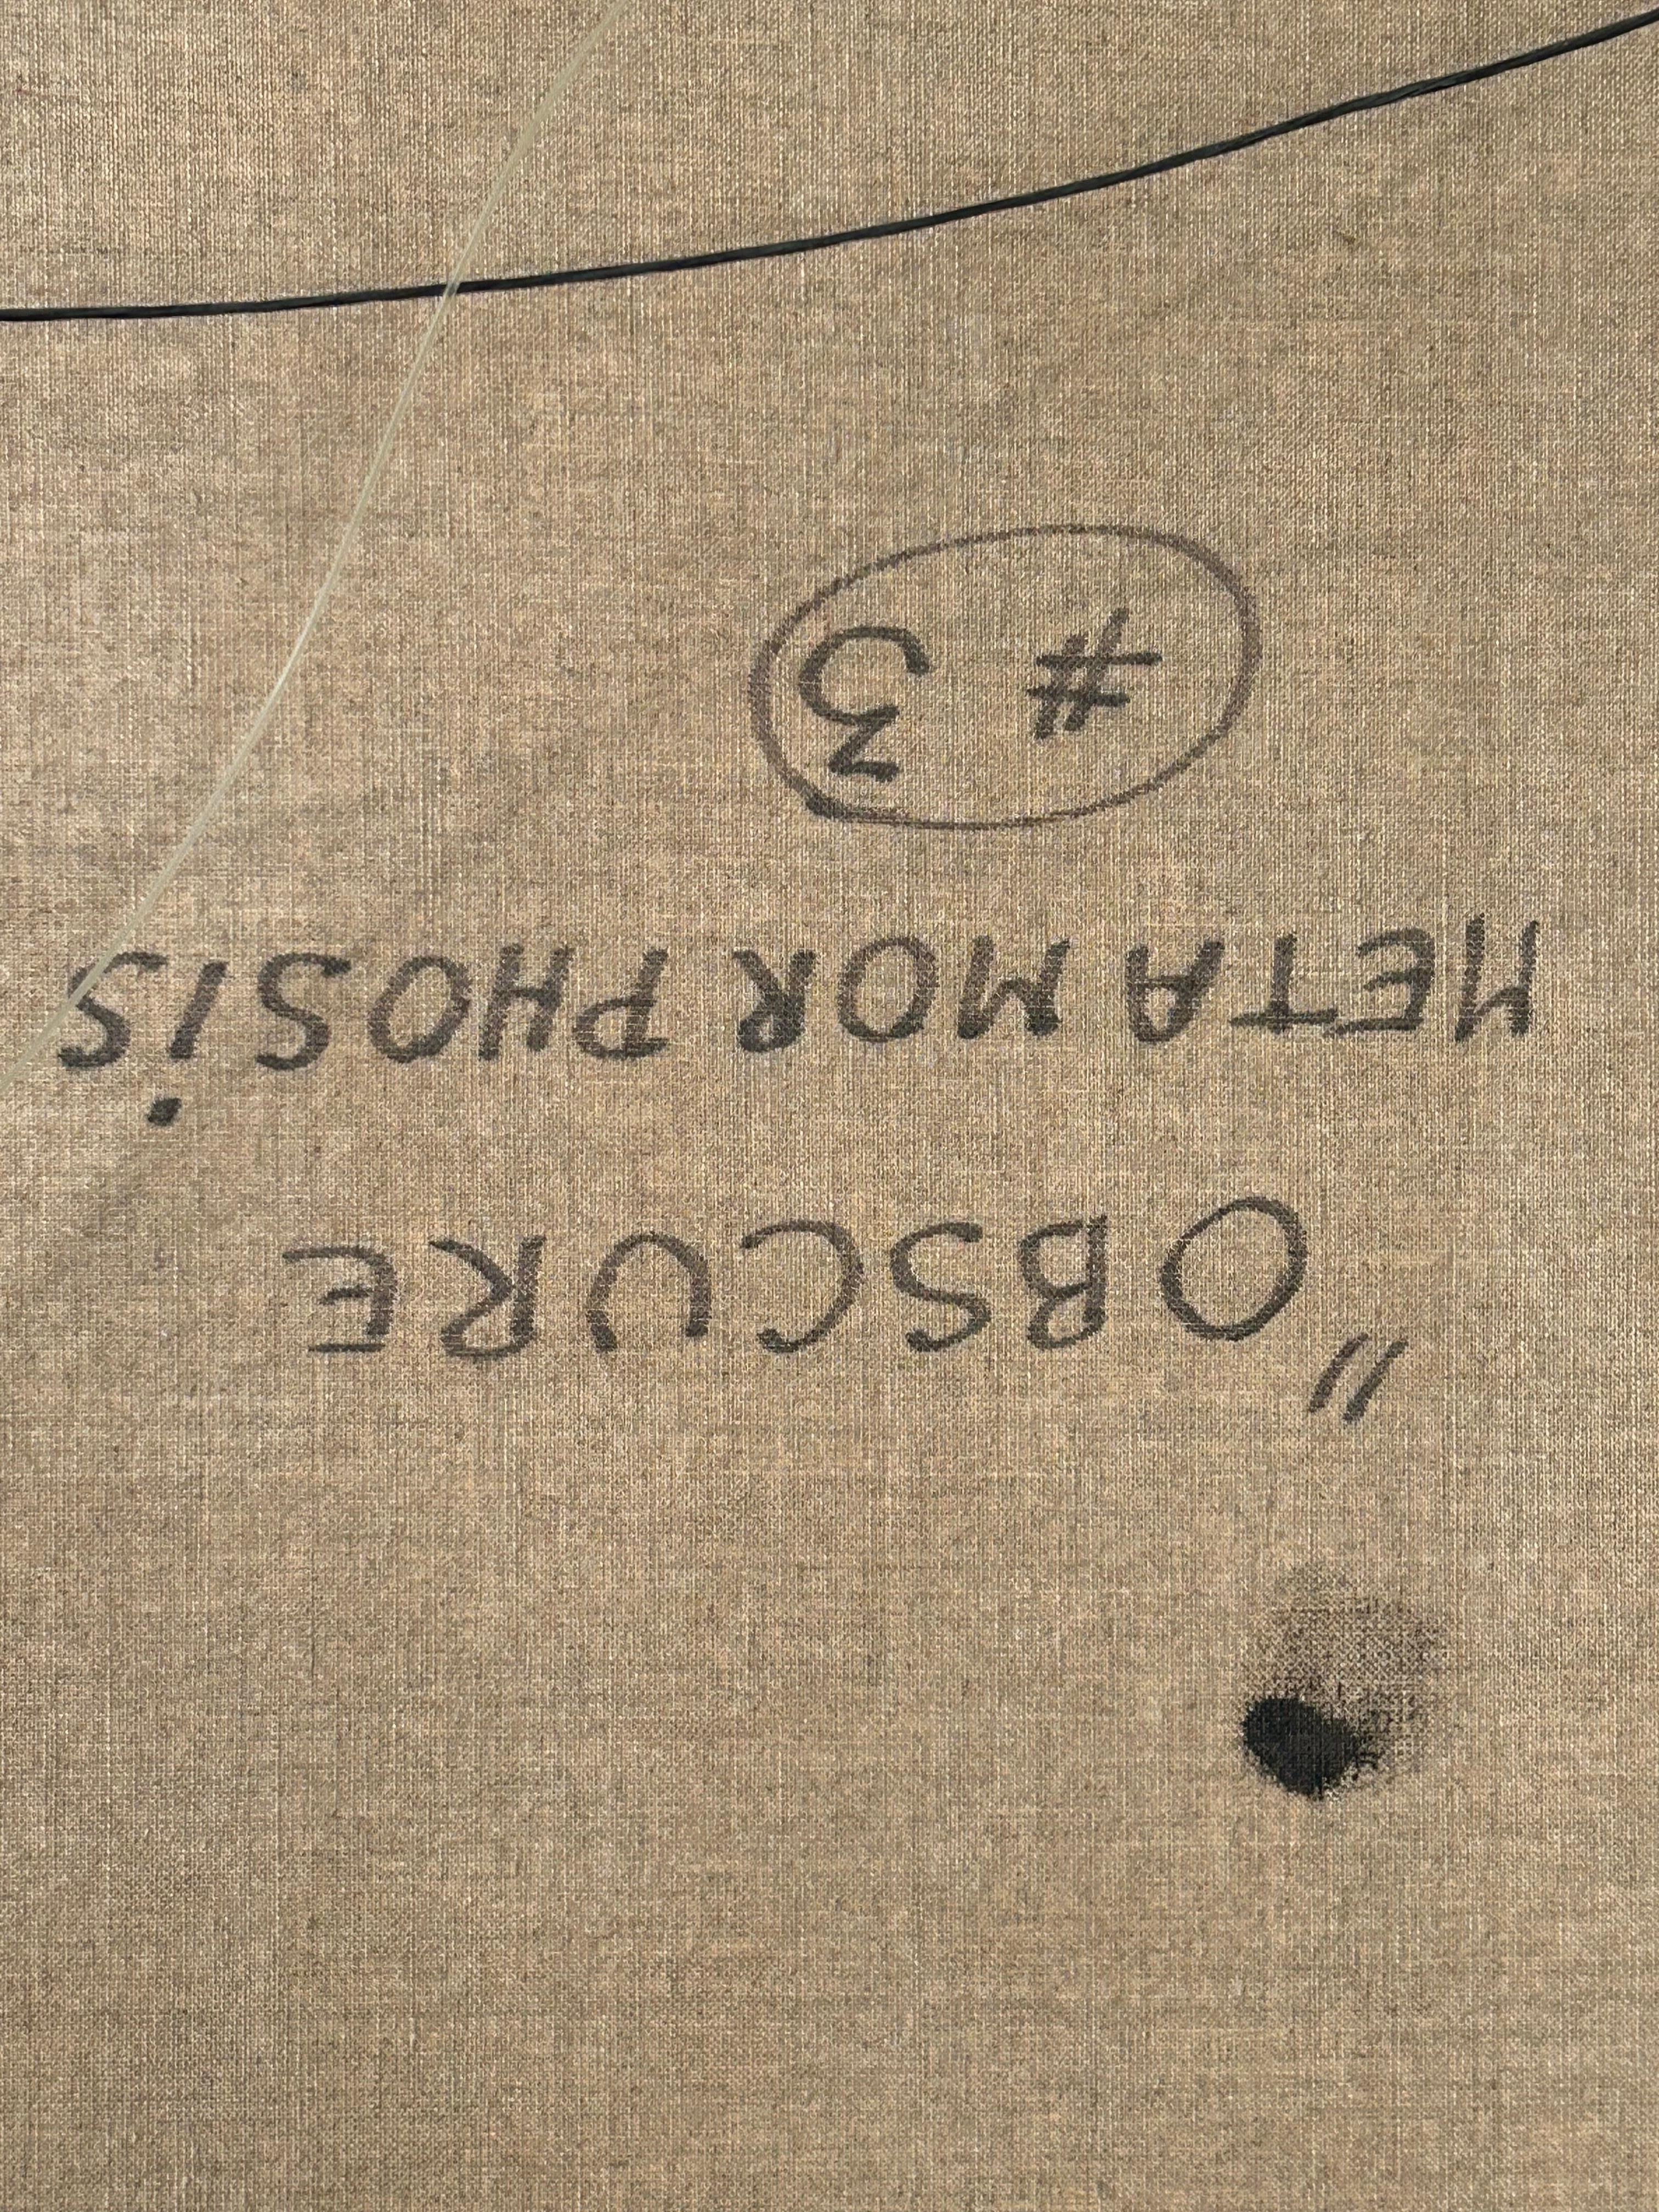 "OBSCURE
METAMORPHOSiS
# 3